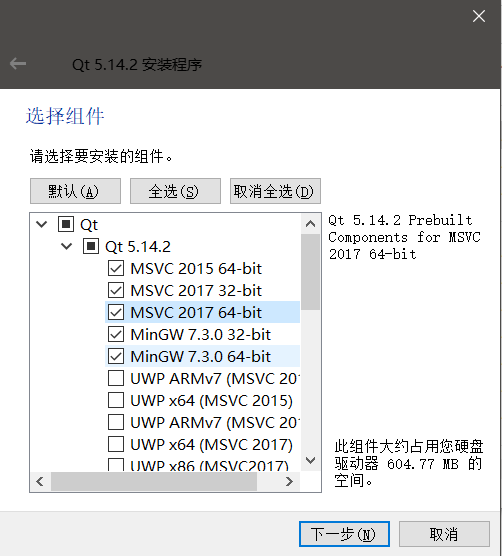 Qt 5.14.2 安装程序
选择组件
请选择要安装的组件。
默认(A)
全选(S)
取消全选(D)
Qt
Qt 5.14.2
MSVC 2015 64-bit
MSVC 2017 32-bit
MSVC 2017 64-bit
MinGW 7.3.0 32-bit
MinGW 7.3.0 64-bit
UWP ARMv7 (MSVC 201
UWP x64 (MSVC 2015)
UWP ARMv7 (MSVC 201
UWP x64 (MSVC 2017)
UWP x86 (MSVC2017)
Qt 5.14.2 Prebuilt
Components for MSVC
2017 64-bit
此组件大约占用您硬盘
驱动器 604.77 MB 的
空间。
下一步(N)
取消